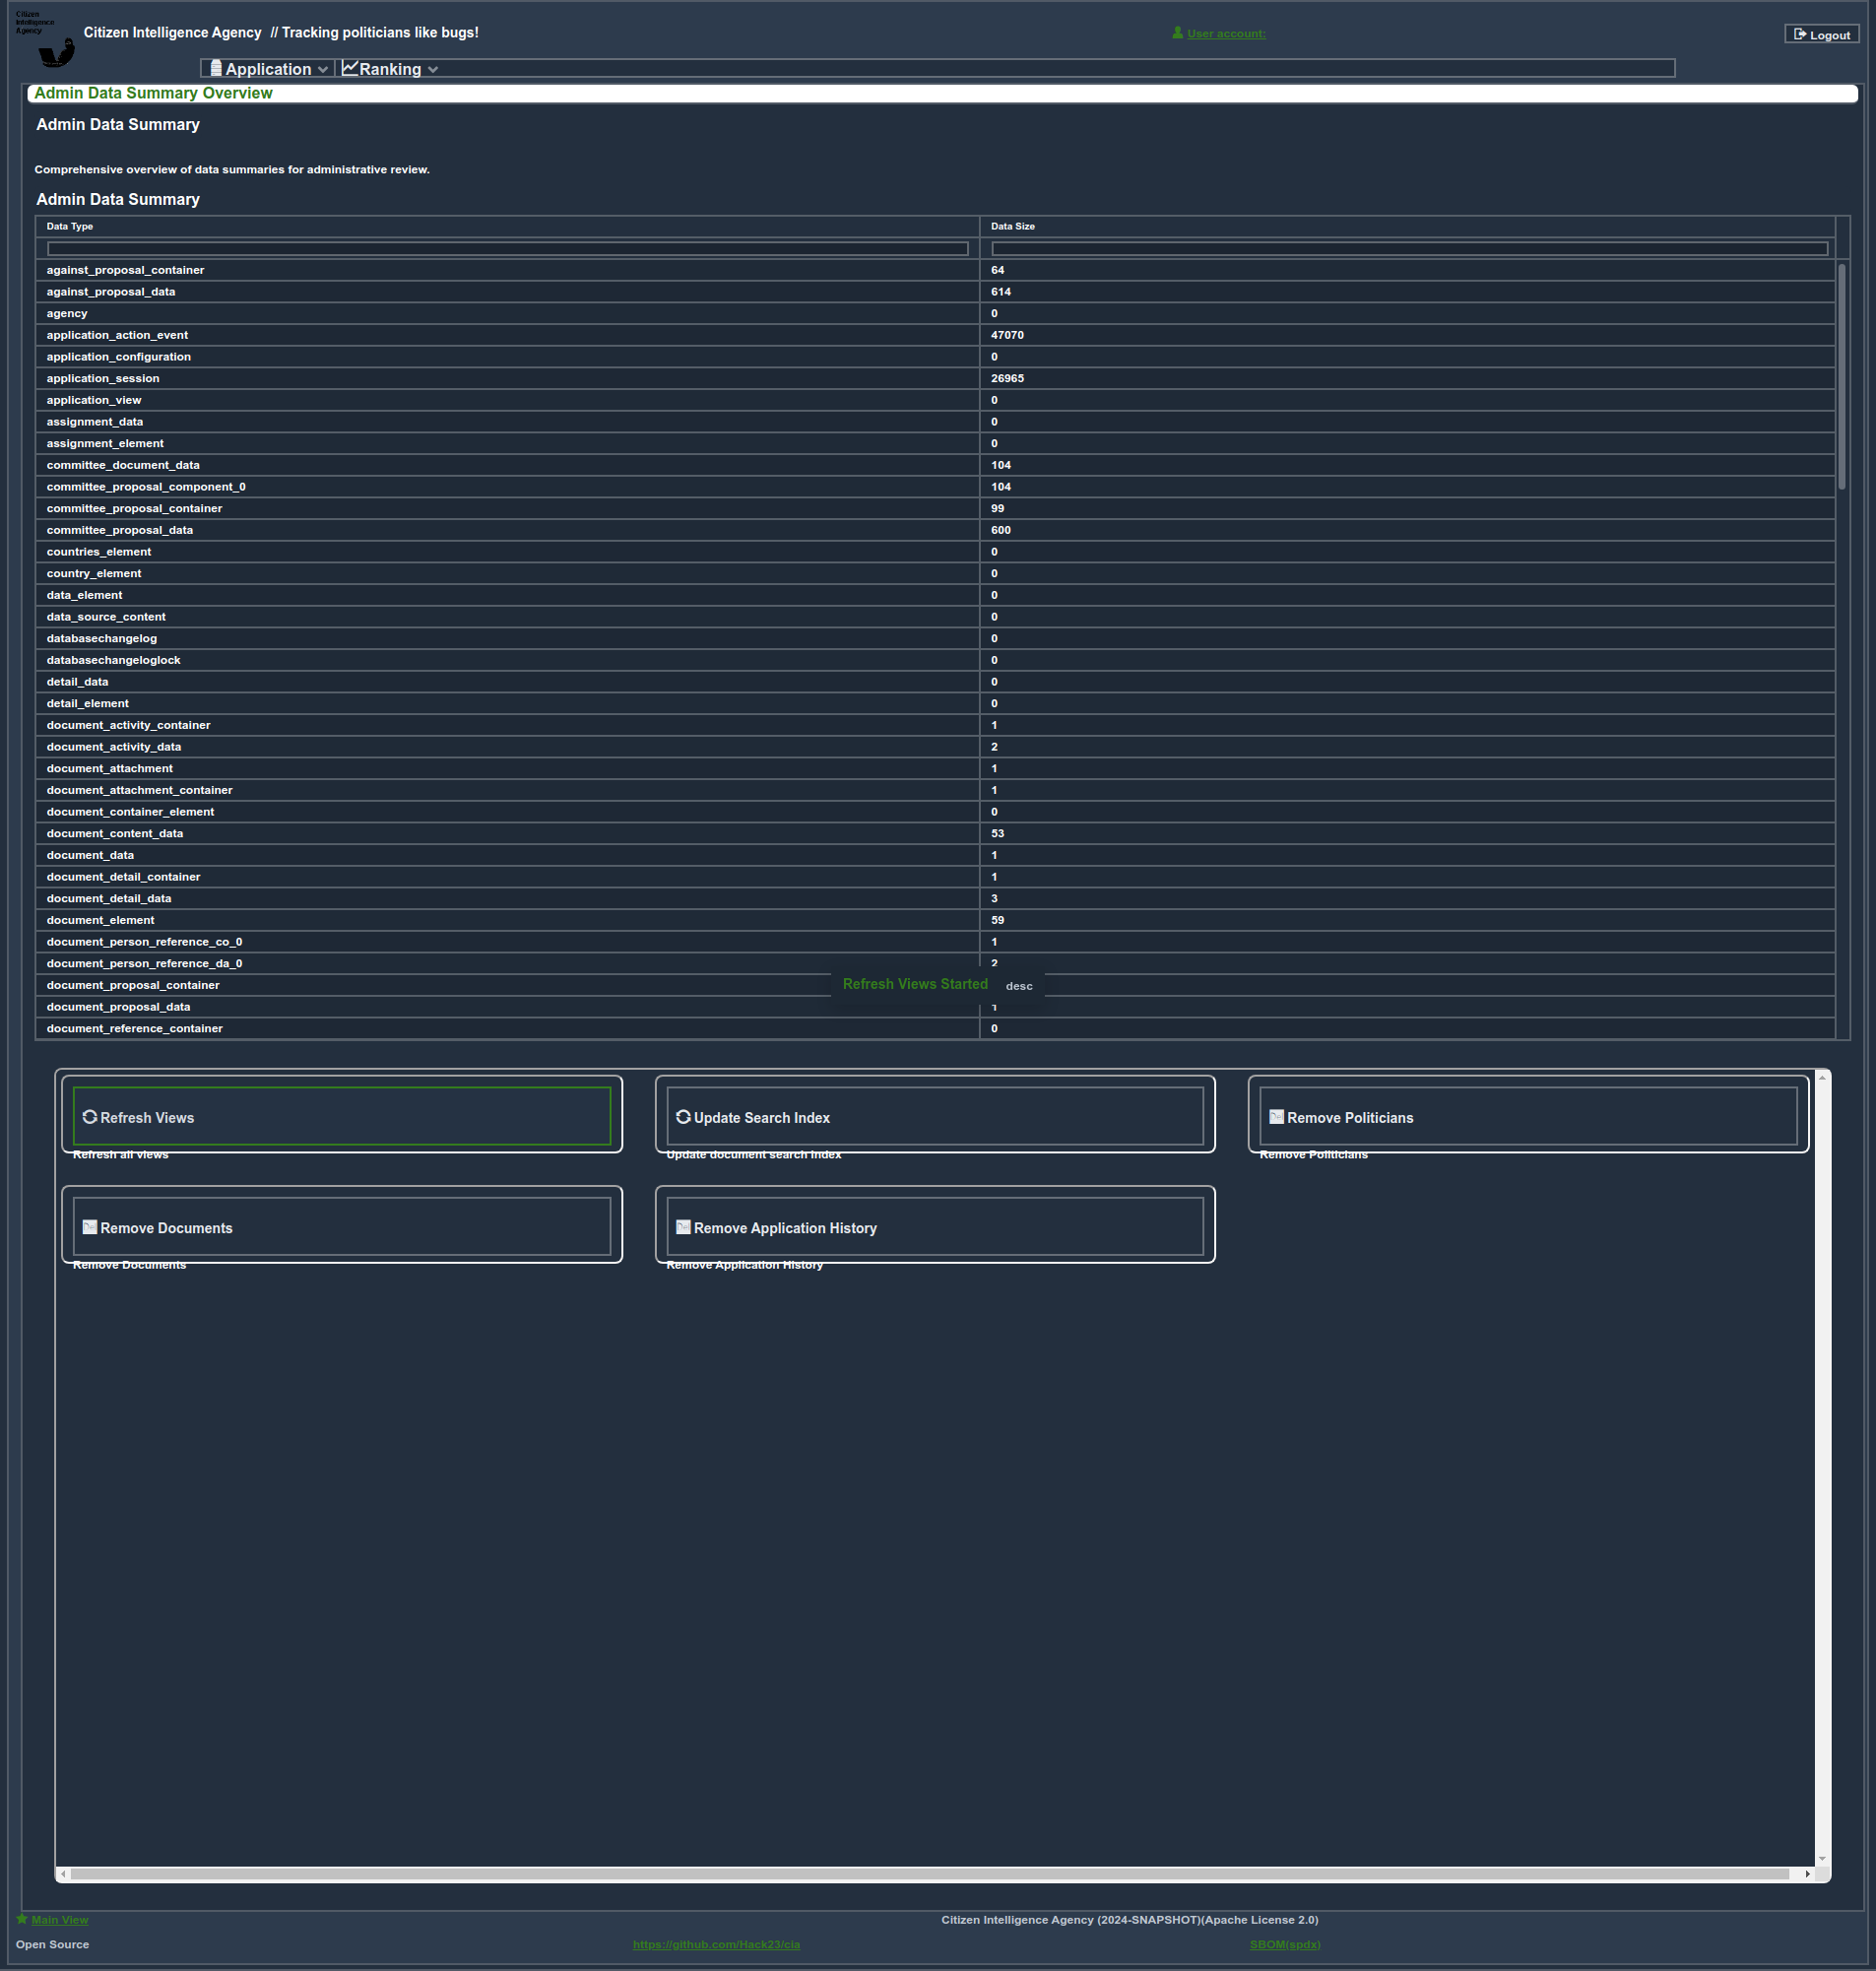 Citizen
Intelligence
Agency
Citizen Intelligence Agency // Tracking politicians like bugs!
User account:
Logout
Application
Ranking
Admin Data Summary Overview
Admin Data Summary
Comprehensive overview of data summaries for administrative review.
Admin Data Summary
Data Type Data Size
against_proposal_container 64
against_proposal_data 614
agency 0
application_action_event 47070
application_configuration 0
application_session 26965
application_view 0
assignment_data 0
assignment_element 0
committee_document_data 104
committee_proposal_component_0 104
committee_proposal_container 99
committee_proposal_data 600
countries_element 0
country_element 0
data_element 0
data_source_content 0
databasechangelog 0
databasechangeloglock 0
detail_data 0
detail_element 0
document_activity_container 1
document_activity_data 2
document_attachment 1
document_attachment_container 1
document_container_element 0
document_content_data 53
document_data 1
document_detail_container 1
document_detail_data 3
document_element 59
document_person_reference_co_0 1
document_person_reference_da_0 2
document_proposal_container
Refresh Views Started desc
document_proposal_data 1
document_reference_container 0
Refresh Views
Refresh all views
Update Search Index
Update document search index
Remove Politicians
Remove Politicians
Remove Documents
Remove Documents
Remove Application History
Remove Application History
Main View
Citizen Intelligence Agency (2024-SNAPSHOT)(Apache License 2.0)
Open Source
https://github.com/Hack23/cia
SBOM(spdx)